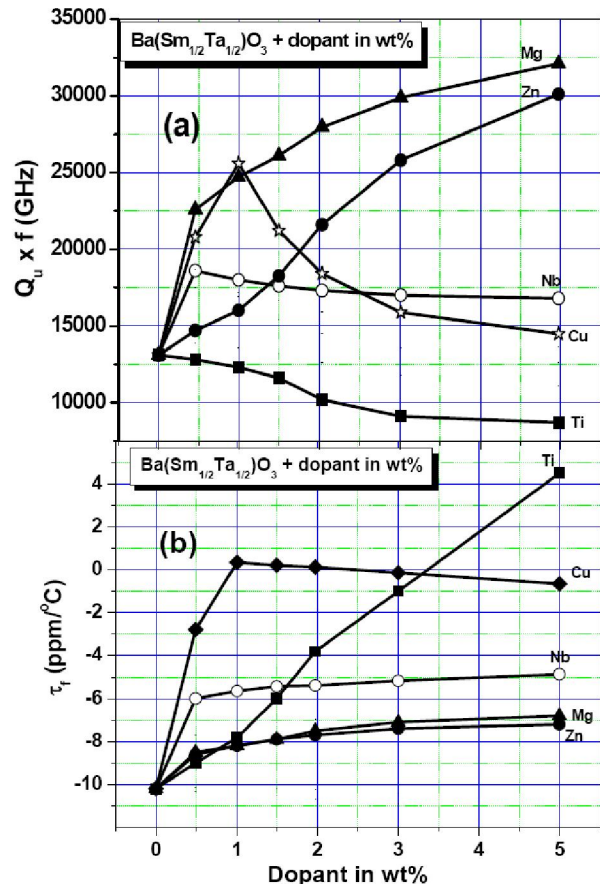 Ba(Sm1/2Ta1/2)O3 + dopant in wt%
Mg
35000
Zn
30000
(a)
25000
20000
Nb
Cu
15000
10000
Ti
Qu x f (GHz)
Ba(Sm1/2Ta1/2)O3 + dopant in wt%
Ti
4
2
(b)
0
Cu
-2
-4
Nb
-6
Mg
-8
Zn
-10
τf (ppm/oC)
0 1 2 3 4 5
Dopant in wt%